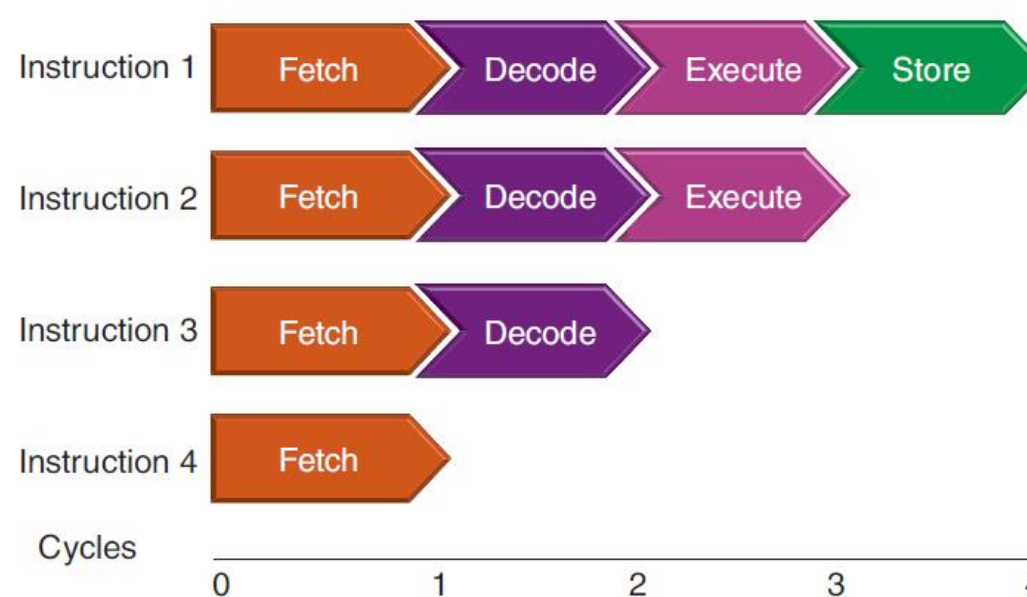 Instruction 1 Fetch Decode Execute Store
Instruction 2 Fetch Decode Execute
Instruction 3 Fetch Decode
Instruction 4 Fetch
Cycles
0 1 2 3